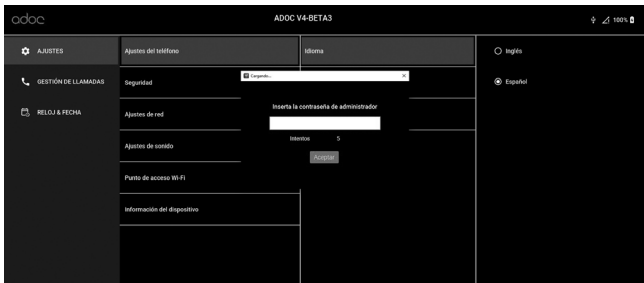 adoc
ADOC V4-BETA3
100%
AJUSTES
GESTIÓN DE LLAMADAS
RELOJ & FECHA
Ajustes del teléfono
Seguridad
Ajustes de red
Ajustes de sonido
Punto de acceso Wi-Fi
Información del dispositivo
Idioma
Cargando...
Inserta la contraseña de administrador
Intentos 5
Aceptar
Inglés
Español